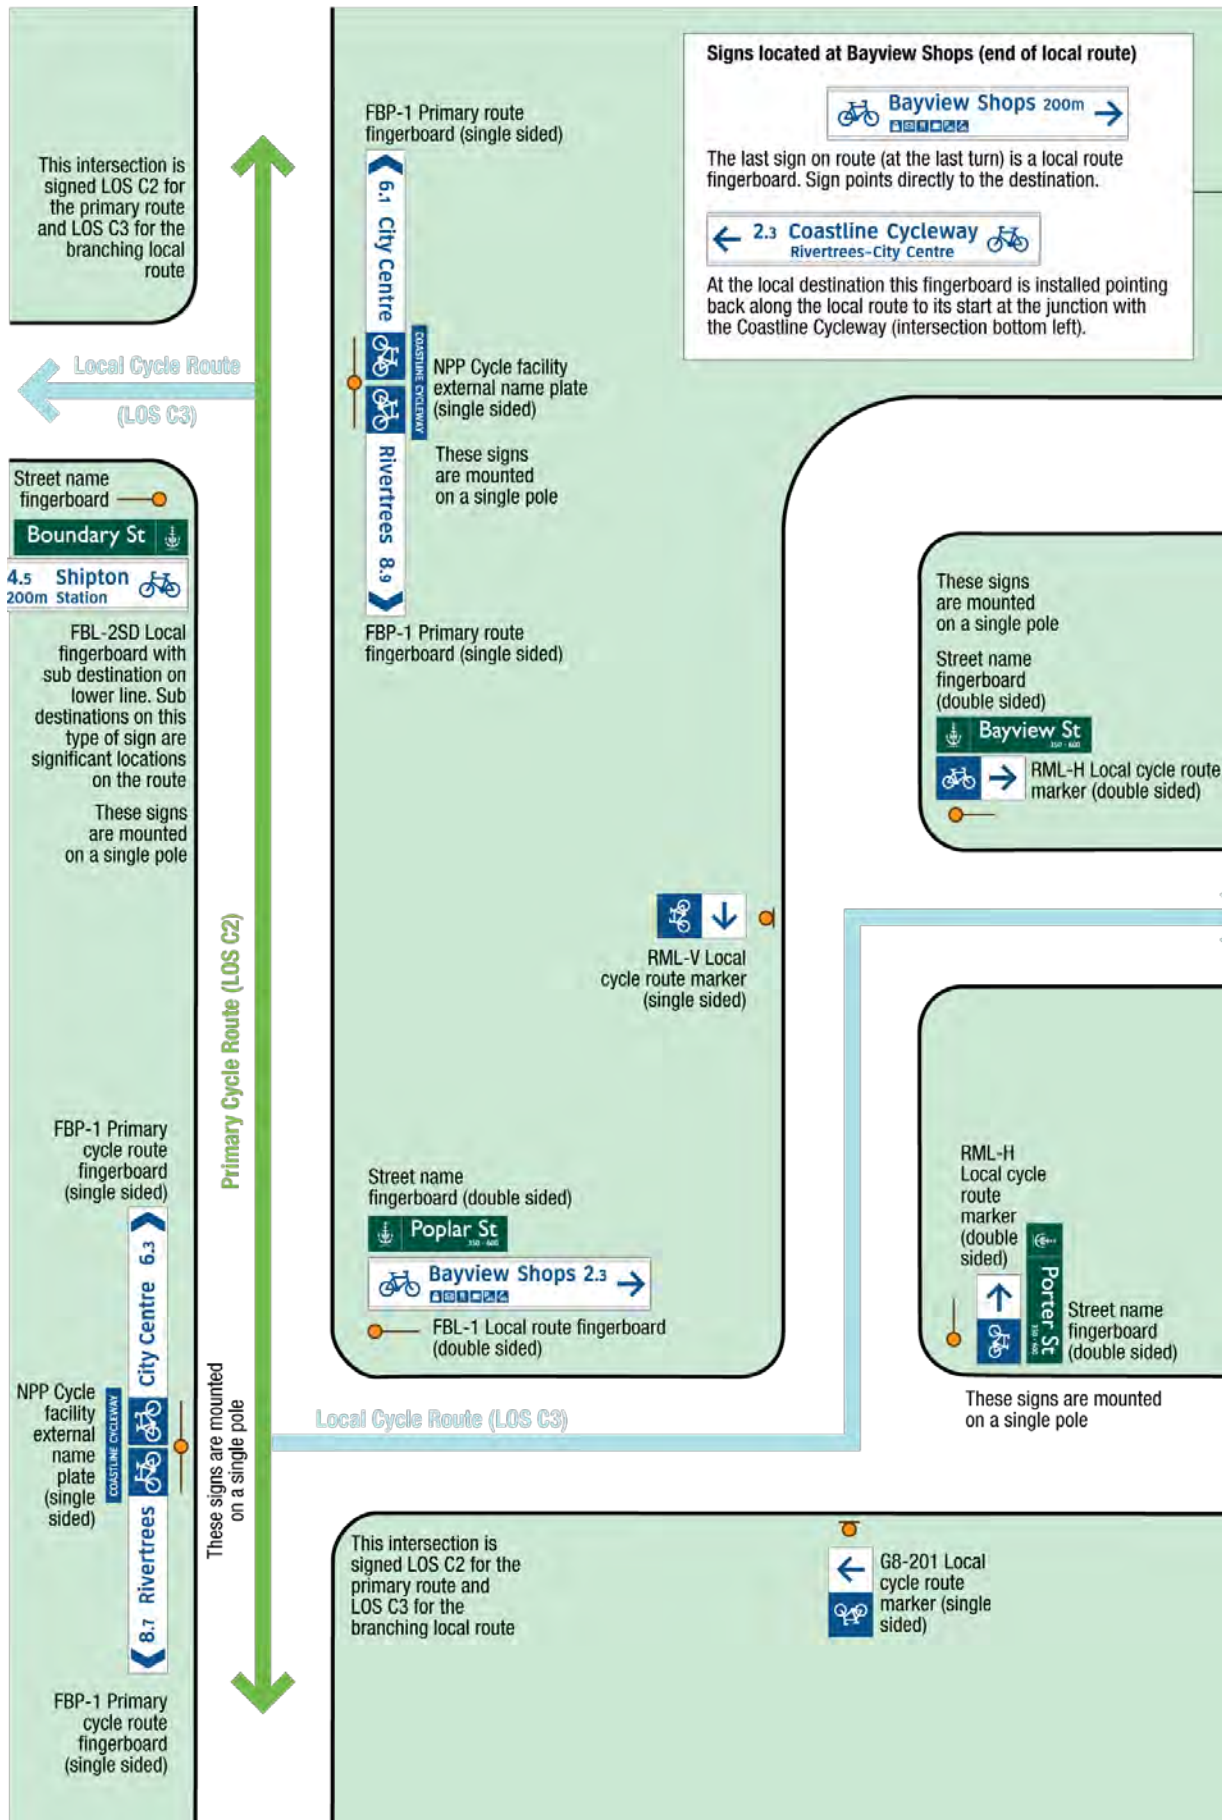 This intersection is
signed LOS C2 for
the primary route
and LOS C3 for the
branching local
route
Local Cycle Route
(LOS C3)
Street name
fingerboard
Boundary St
4.5 Shipton
200m Station
FBL-2SD Local
fingerboard with
sub destination on
lower line. Sub
destinations on this
type of sign are
significant locations
on the route
These signs
are mounted
on a single pole
FBP-1 Primary route
fingerboard (single sided)
6.1 City Centre
COASTLINE CYCLEWAY
NPP Cycle facility
external name plate
(single sided)
These signs
are mounted
on a single pole
Rivertrees 8.9
FBP-1 Primary route
fingerboard (single sided)
Signs located at Bayview Shops (end of local route)
Bayview Shops 200m
The last sign on route (at the last turn) is a local route
fingerboard. Sign points directly to the destination.
2.3 Coastline Cycleway
Rivertrees-City Centre
At the local destination this fingerboard is installed pointing
back along the local route to its start at the junction with
the Coastline Cycleway (intersection bottom left).
These signs
are mounted
on a single pole
Street name
fingerboard
(double sided)
Bayview St
350 - 600
RML-H Local cycle route
marker (double sided)
RML-V Local
cycle route marker
(single sided)
Primary Cycle Route (LOS C2)
FBP-1 Primary
cycle route
fingerboard
(single sided)
City Centre 6.3
NPP Cycle
facility
external
name
plate
(single
sided)
COASTLINE CYCLEWAY
8.7 Rivertrees
These signs are mounted
on a single pole
FBP-1 Primary
cycle route
fingerboard
(single sided)
Street name
fingerboard (double sided)
Poplar St
350 - 600
Bayview Shops 2.3
FBL-1 Local route fingerboard
(double sided)
Local Cycle Route (LOS C3)
RML-H
Local cycle
route
marker
(double
sided)
Porter St
350 - 600
Street name
fingerboard
(double sided)
These signs are mounted
on a single pole
This intersection is
signed LOS C2 for the
primary route and
LOS C3 for the
branching local route
G8-201 Local
cycle route
marker (single
sided)